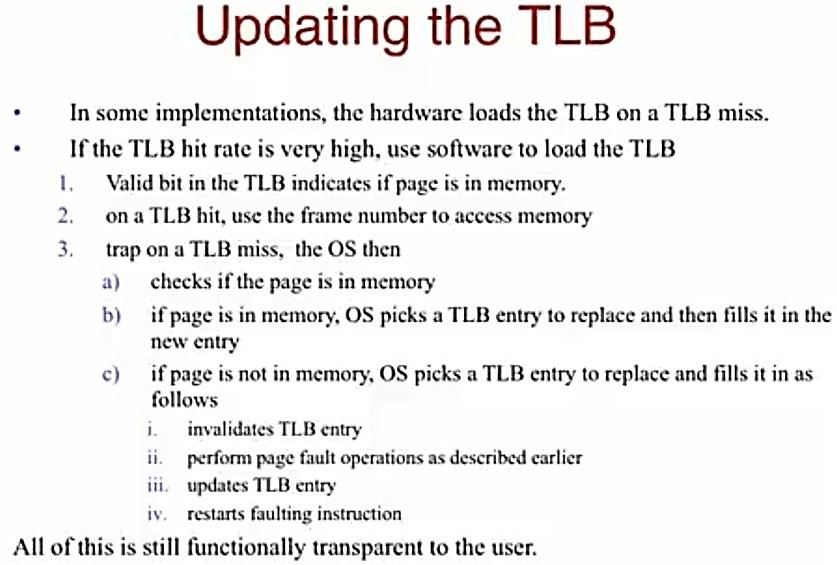 Updating the TLB
• In some implementations, the hardware loads the TLB on a TLB miss.
• If the TLB hit rate is very high, use software to load the TLB
1. Valid bit in the TLB indicates if page is in memory.
2. on a TLB hit, use the frame number to access memory
3. trap on a TLB miss, the OS then
a) checks if the page is in memory
b) if page is in memory, OS picks a TLB entry to replace and then fills it in the
new entry
c) if page is not in memory, OS picks a TLB entry to replace and fills it in as
follows
i. invalidates TLB entry
ii. perform page fault operations as described earlier
iii. updates TLB entry
iv. restarts faulting instruction
All of this is still functionally transparent to the user.